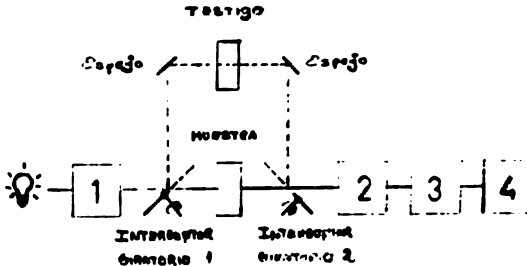 TESTIGO
Espejo
Espejo
MUESTRA
1
2
3
4
INTERRUPTOR
GIRATORIO 1
INTERRUPTOR
GIRATORIO 2